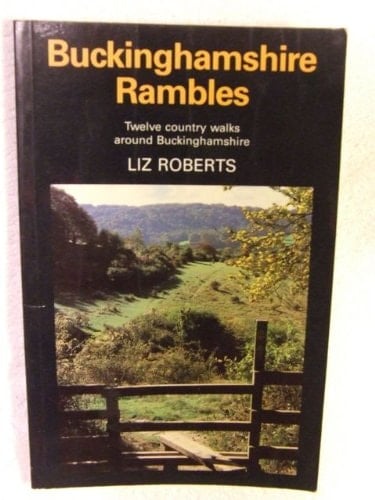 Buckinghamshire
Rambles
Twelve country walks
around Buckinghamshire
LIZ ROBERTS